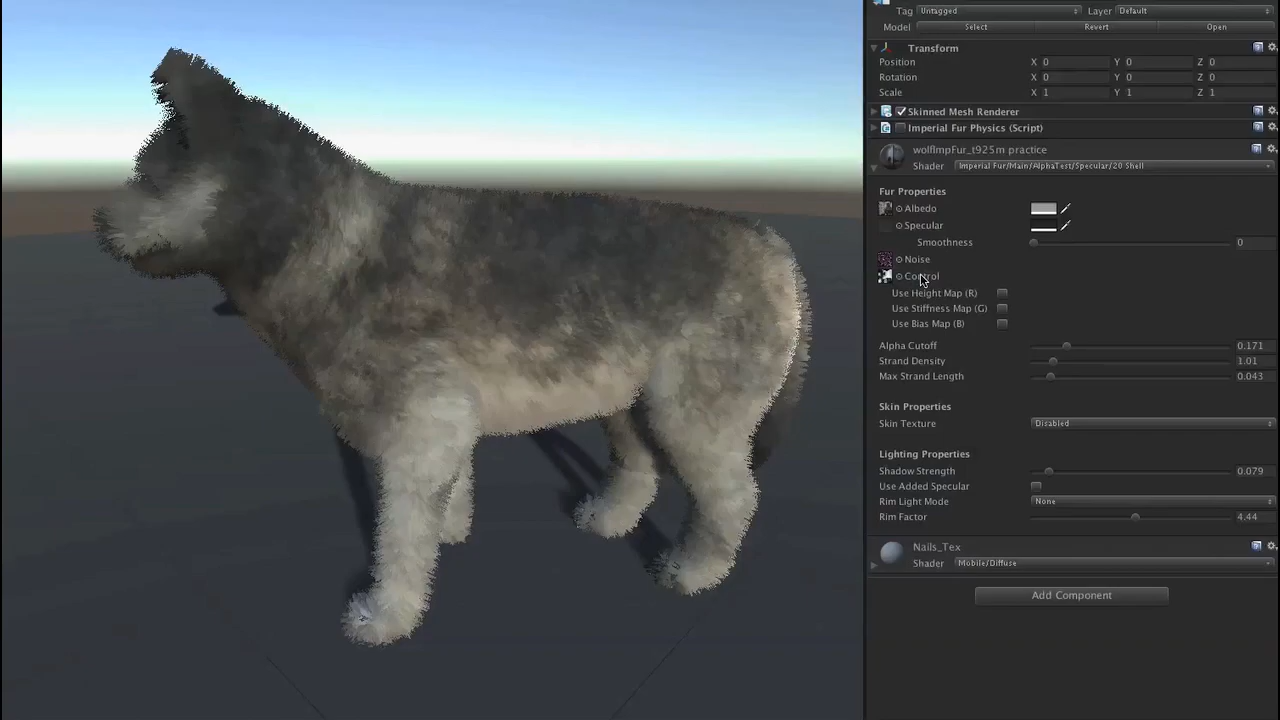 Tag Untagged Layer Default
Model Select Revert Open
Transform
Position X 0 Y 0 Z 0
Rotation X 0 Y 0 Z 0
Scale X 1 Y 1 Z 1
Skinned Mesh Renderer
Imperial Fur Physics (Script)
wolfImpFur_t925m practice
Shader Imperial Fur/Main/AlphaTest/Specular/20 Shell
Fur Properties
Albedo
Specular
Smoothness 0
Noise
Control
Use Height Map (R)
Use Stiffness Map (G)
Use Bias Map (B)
Alpha Cutoff 0.171
Strand Density 1.01
Max Strand Length 0.043
Skin Properties
Skin Texture Disabled
Lighting Properties
Shadow Strength 0.079
Use Added Specular
Rim Light Mode None
Rim Factor 4.44
Nails_Tex
Shader Mobile/Diffuse
Add Component